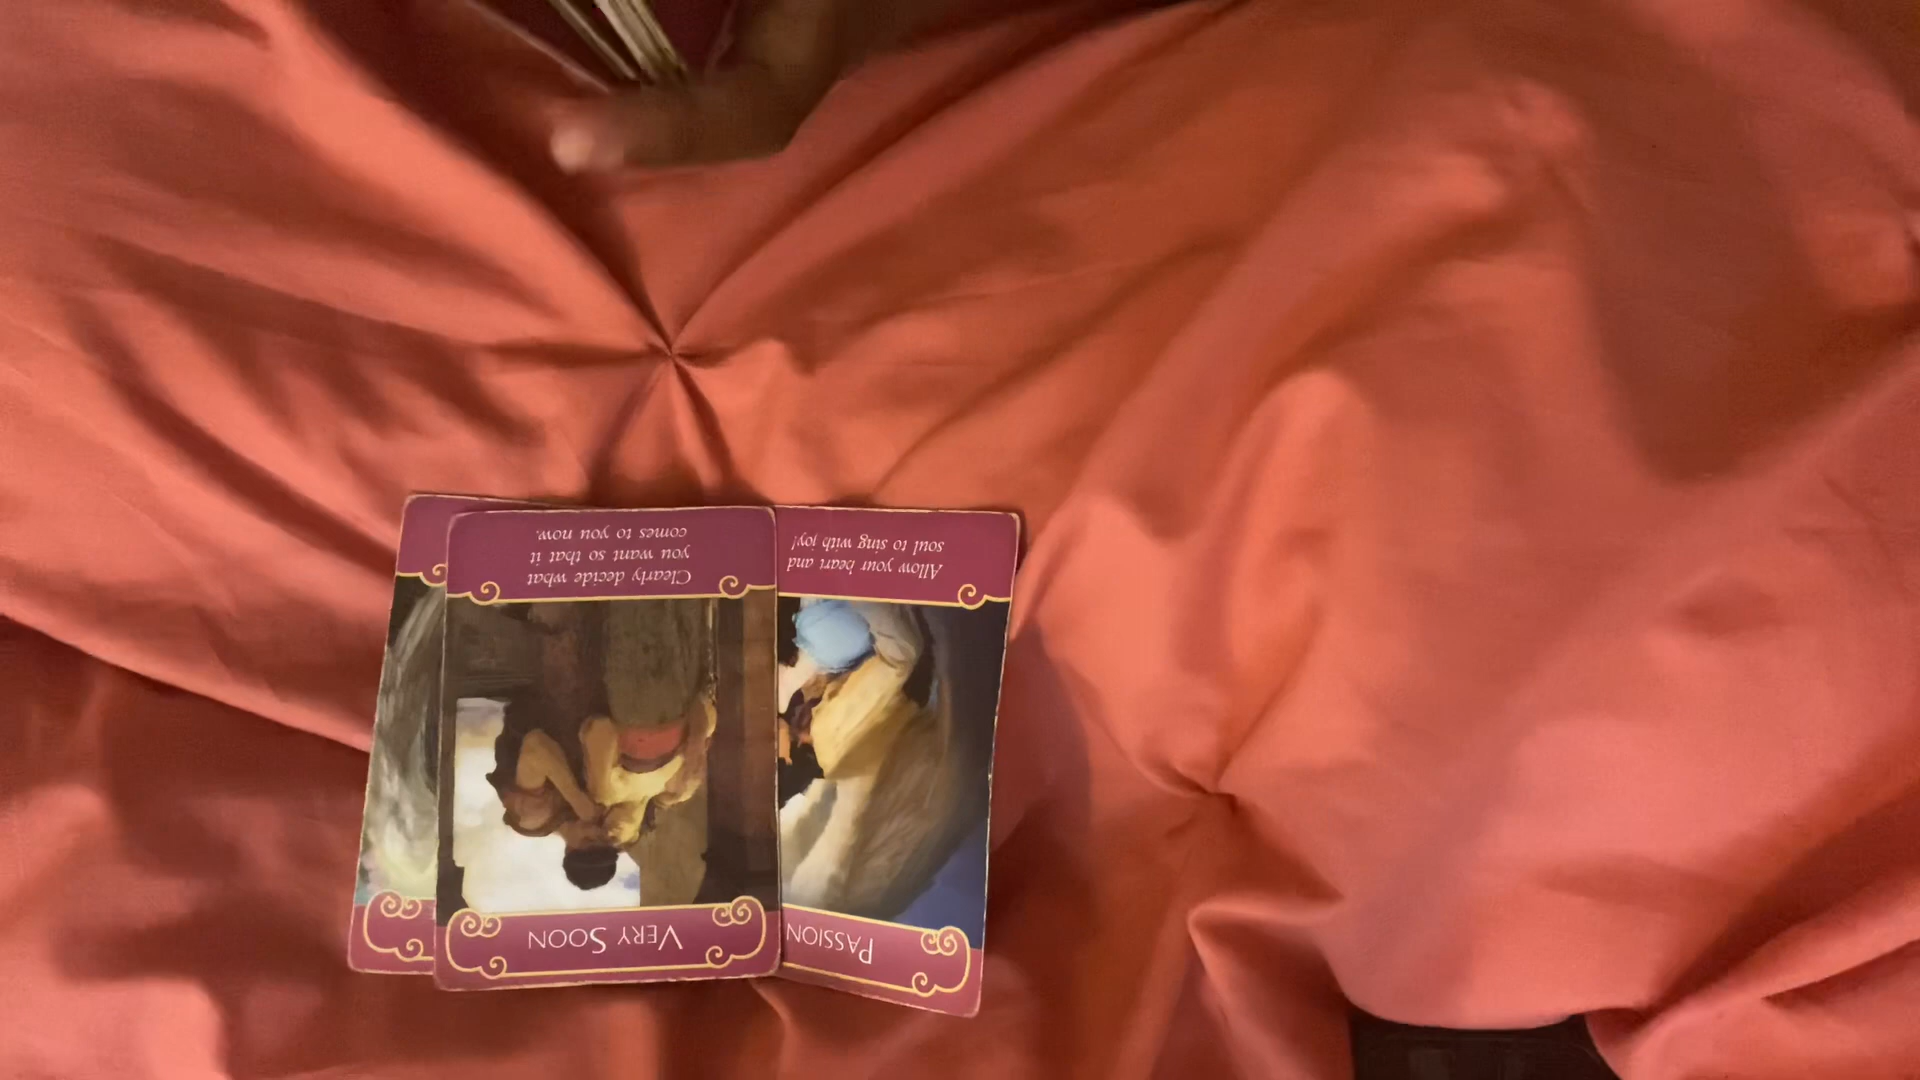 VERY SOON
Clearly decide what
you want so that it
comes to you now.
PASSION
Allow your heart and
soul to sing with joy!